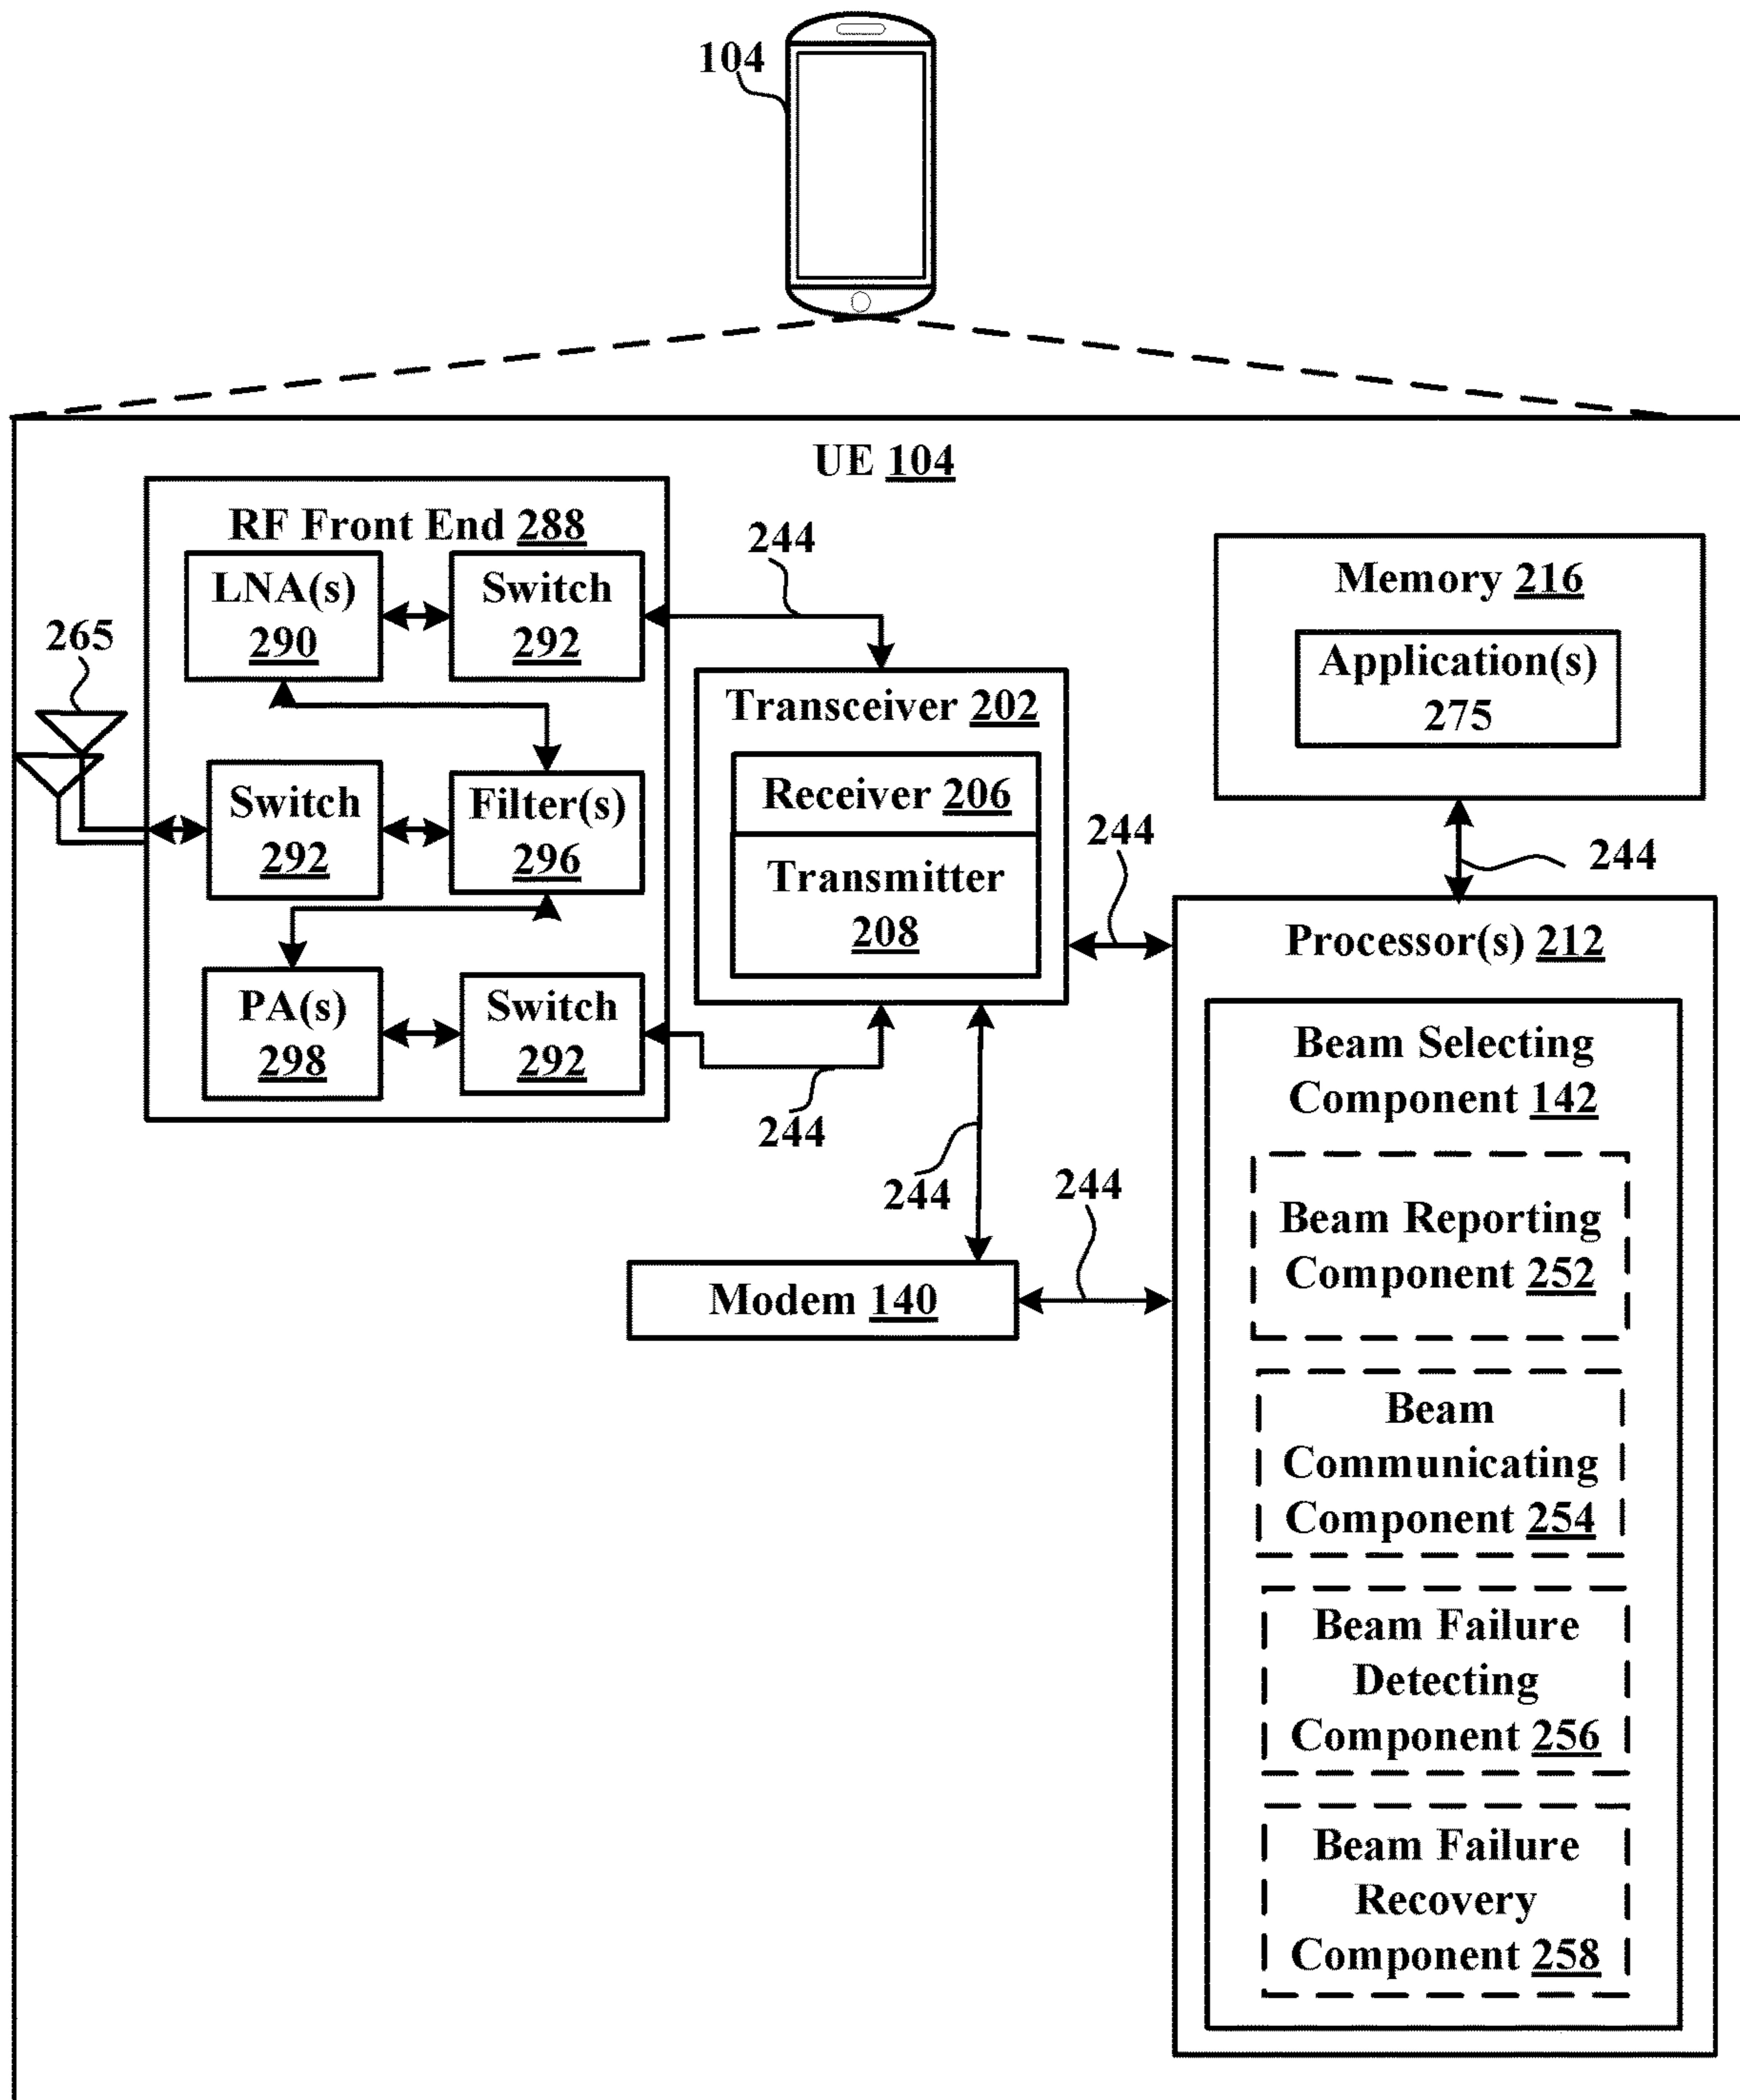 104
UE 104
RF Front End 288
LNA(s)
290
Switch
292
265
Switch
292
Filter(s)
296
PA(s)
298
Switch
292
244
Transceiver 202
Receiver 206
Transmitter
208
244
244
244
Modem 140
244
Memory 216
Application(s)
275
244
Processor(s) 212
Beam Selecting
Component 142
Beam Reporting
Component 252
Beam
Communicating
Component 254
Beam Failure
Detecting
Component 256
Beam Failure
Recovery
Component 258